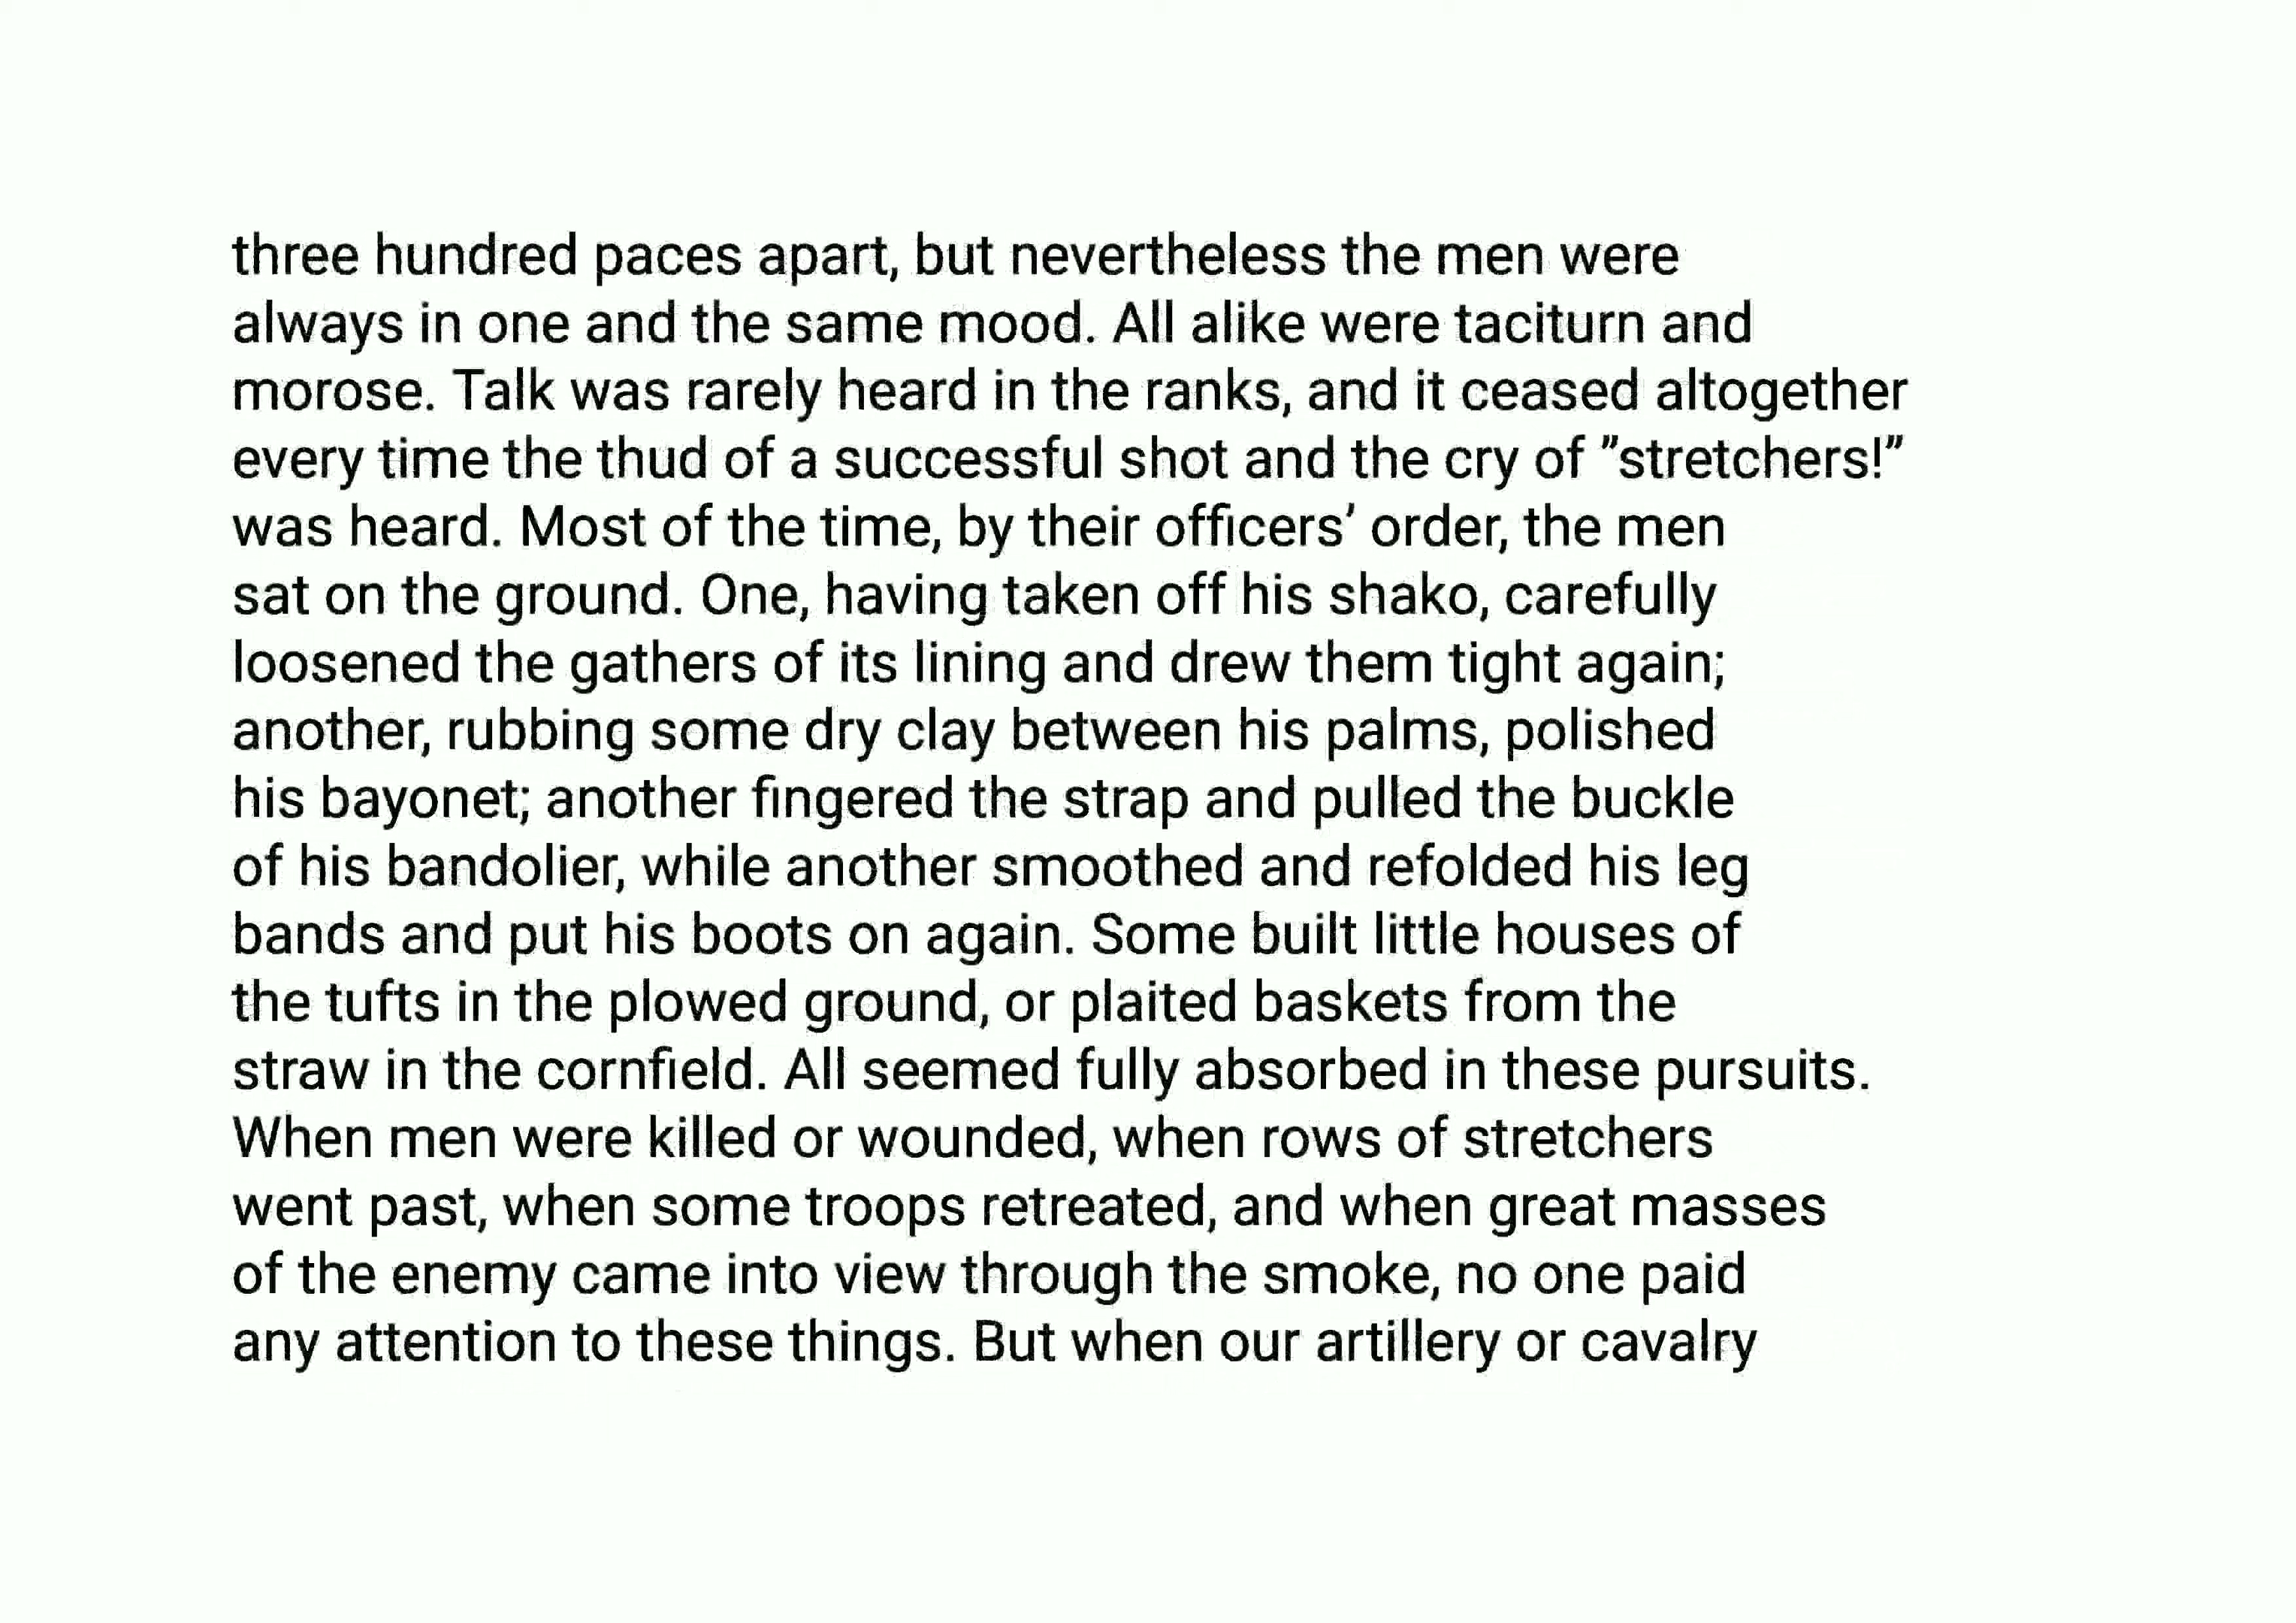 three hundred paces apart, but nevertheless the men were
always in one and the same mood. All alike were taciturn and
morose. Talk was rarely heard in the ranks, and it ceased altogether
every time the thud of a successful shot and the cry of "stretchers!"
was heard. Most of the time, by their officers' order, the men
sat on the ground. One, having taken off his shako, carefully
loosened the gathers of its lining and drew them tight again;
another, rubbing some dry clay between his palms, polished
his bayonet; another fingered the strap and pulled the buckle
of his bandolier, while another smoothed and refolded his leg
bands and put his boots on again. Some built little houses of
the tufts in the plowed ground, or plaited baskets from the
straw in the cornfield. All seemed fully absorbed in these pursuits.
When men were killed or wounded, when rows of stretchers
went past, when some troops retreated, and when great masses
of the enemy came into view through the smoke, no one paid
any attention to these things. But when our artillery or cavalry